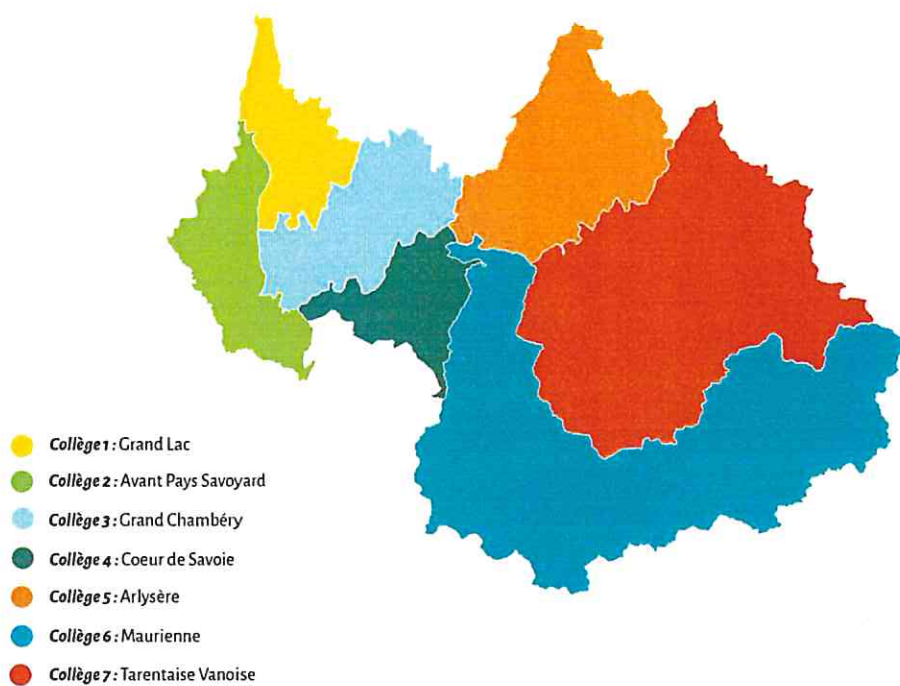 Collège 1 : Grand Lac
Collège 2 : Avant Pays Savoyard
Collège 3 : Grand Chambéry
Collège 4 : Coeur de Savoie
Collège 5 : Arlysère
Collège 6 : Maurienne
Collège 7 : Tarentaise Vanoise